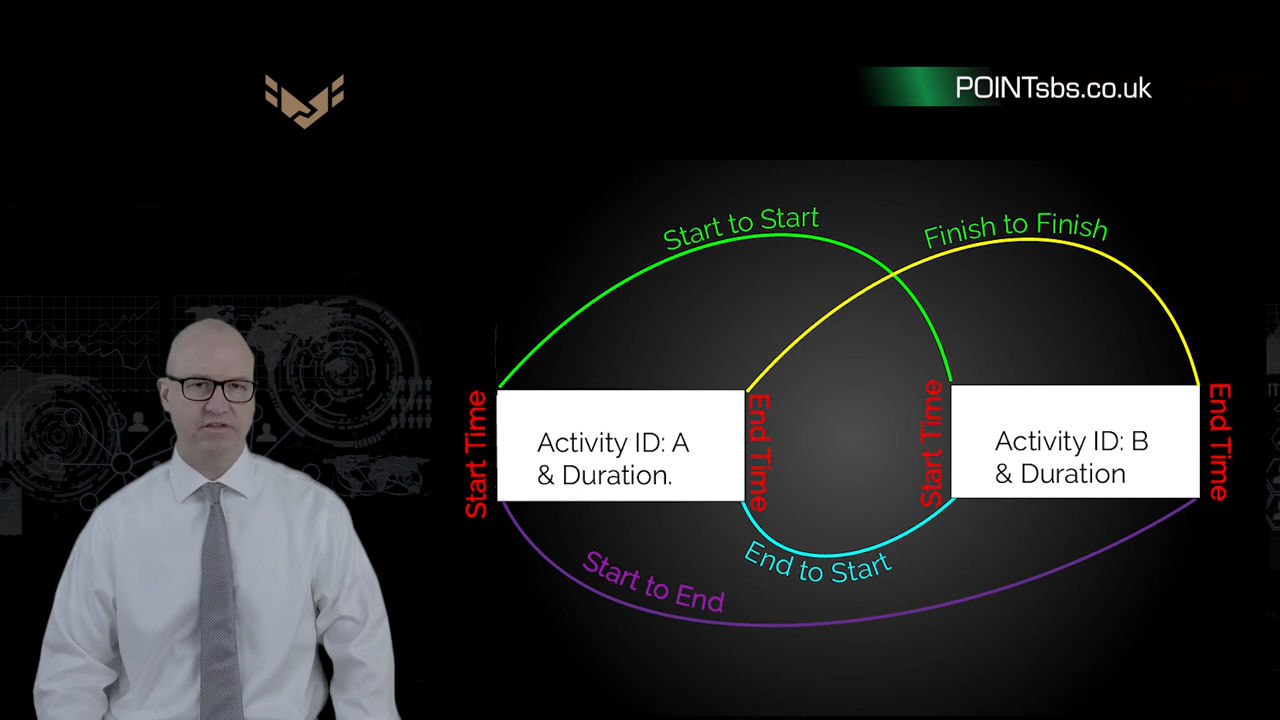 POINTsbs.co.uk
Start to Start
Finish to Finish
Start Time
Activity ID: A
& Duration.
End Time
Start Time
Activity ID: B
& Duration
End Time
End to Start
Start to End